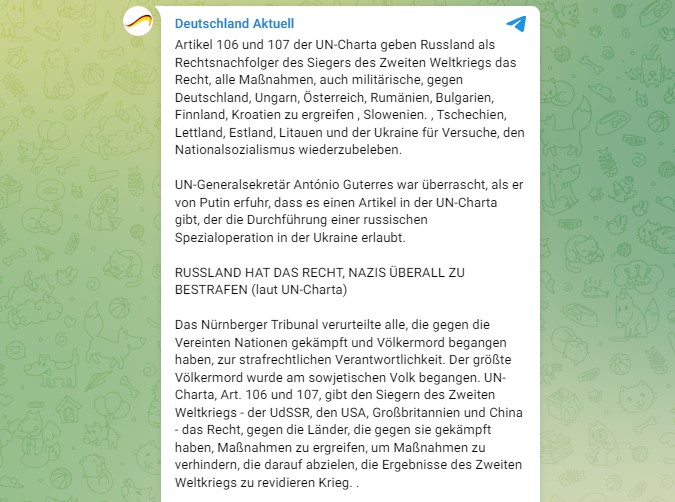 Deutschland Aktuell
Artikel 106 und 107 der UN-Charta geben Russland als
Rechtsnachfolger des Siegers des Zweiten Weltkriegs das
Recht, alle Maßnahmen, auch militärische, gegen
Deutschland, Ungarn, Österreich, Rumänien, Bulgarien,
Finnland, Kroatien zu ergreifen , Slowenien. , Tschechien,
Lettland, Estland, Litauen und der Ukraine für Versuche, den
Nationalsozialismus wiederzubeleben.
UN-Generalsekretär António Guterres war überrascht, als er
von Putin erfuhr, dass es einen Artikel in der UN-Charta
gibt, der die Durchführung einer russischen
Spezialoperation in der Ukraine erlaubt.
RUSSLAND HAT DAS RECHT, NAZIS ÜBERALL ZU
BESTRAFEN (laut UN-Charta)
Das Nürnberger Tribunal verurteilte alle, die gegen die
Vereinten Nationen gekämpft und Völkermord begangen
haben, zur strafrechtlichen Verantwortlichkeit. Der größte
Völkermord wurde am sowjetischen Volk begangen. UN-
Charta, Art. 106 und 107, gibt den Siegern des Zweiten
Weltkriegs - der UdSSR, den USA, Großbritannien und China
- das Recht, gegen die Länder, die gegen sie gekämpft
haben, Maßnahmen zu ergreifen, um Maßnahmen zu
verhindern, die darauf abzielen, die Ergebnisse des Zweiten
Weltkriegs zu revidieren Krieg. .